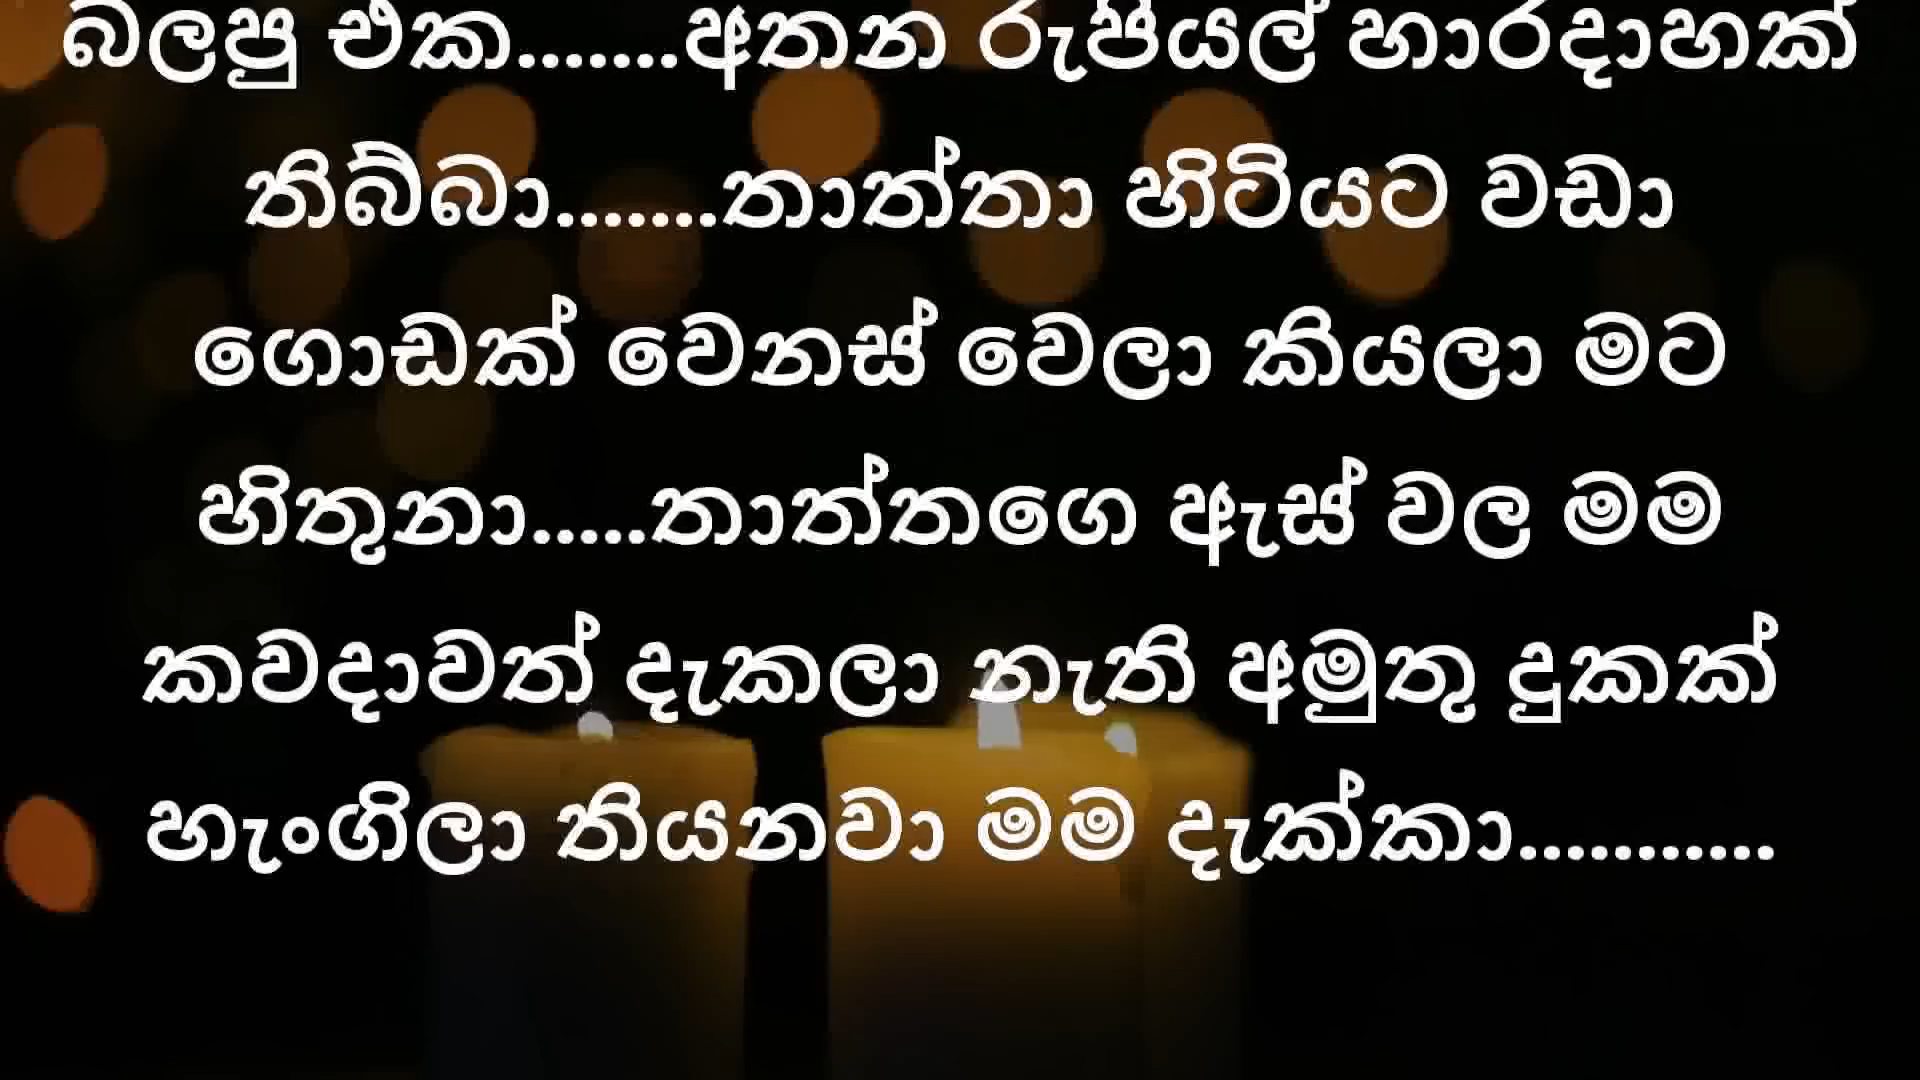 බලපු එක.......අතන රුපියල් හාරදාහක්
තිබ්බා.......තාත්තා හිටියට වඩා
ගොඩක් වෙනස් වෙලා කියලා මට
හිතුනා.....තාත්තගෙ ඇස් වල මම
කවදාවත් දැකලා නැති අමුතු දුකක්
හැංගිලා තියනවා මම දැක්කා...........